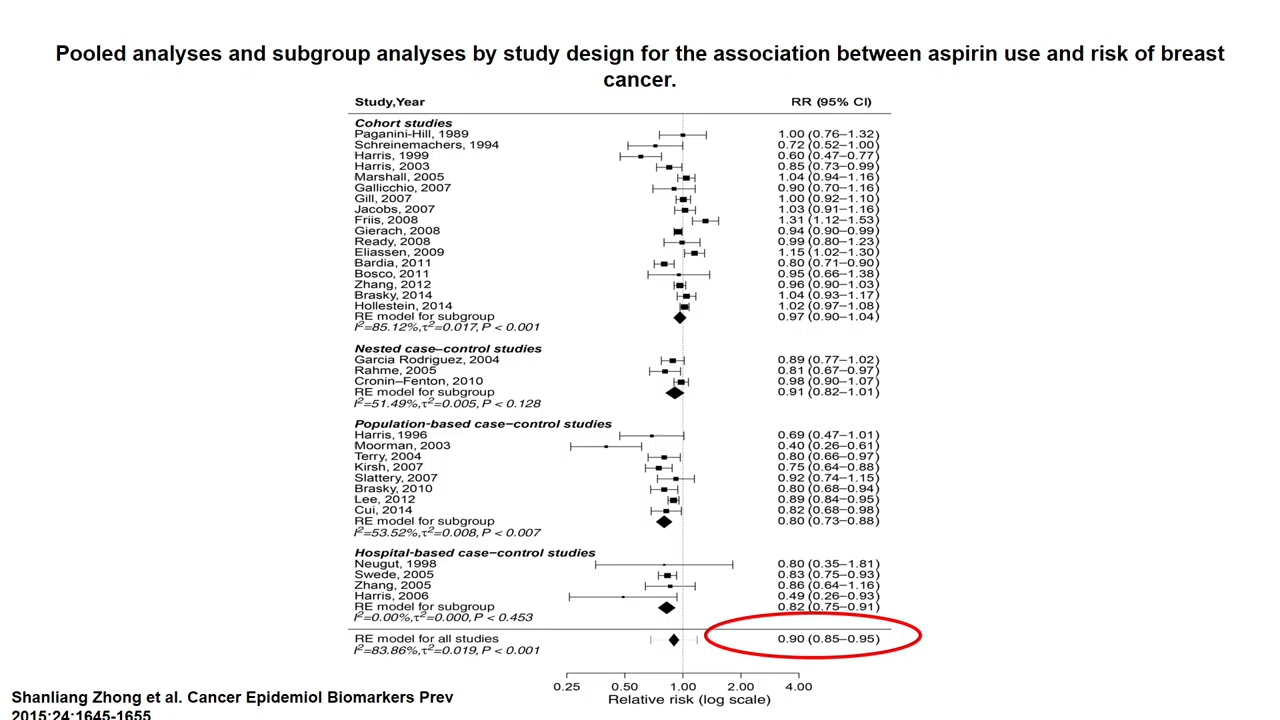 Pooled analyses and subgroup analyses by study design for the association between aspirin use and risk of breast
cancer.
Study,Year RR (95% CI)
Cohort studies
Paganini-Hill, 1989 1.00 (0.76–1.32)
Schreinemachers, 1994 0.72 (0.52–1.00)
Harris, 1999 0.60 (0.47–0.77)
Harris, 2003 0.85 (0.73–0.99)
Marshall, 2005 1.04 (0.94–1.16)
Gallicchio, 2007 0.90 (0.70–1.16)
Gill, 2007 1.00 (0.92–1.10)
Jacobs, 2007 1.03 (0.91–1.16)
Friis, 2008 1.31 (1.12–1.53)
Gierach, 2008 0.94 (0.90–0.99)
Ready, 2008 0.99 (0.80–1.23)
Eliassen, 2009 1.15 (1.02–1.30)
Bardia, 2011 0.80 (0.71–0.90)
Bosco, 2011 0.95 (0.66–1.38)
Zhang, 2012 0.96 (0.90–1.03)
Brasky, 2014 1.04 (0.93–1.17)
Hollestein, 2014 1.02 (0.97–1.08)
RE model for subgroup 0.97 (0.90–1.04)
I²=85.12%,τ²=0.017, P < 0.001
Nested case–control studies
Garcia Rodriguez, 2004 0.89 (0.77–1.02)
Rahme, 2005 0.81 (0.67–0.97)
Cronin–Fenton, 2010 0.98 (0.90–1.07)
RE model for subgroup 0.91 (0.82–1.01)
I²=51.49%,τ²=0.005, P < 0.128
Population-based case–control studies
Harris, 1996 0.69 (0.47–1.01)
Moorman, 2003 0.40 (0.26–0.61)
Terry, 2004 0.80 (0.66–0.97)
Kirsh, 2007 0.75 (0.64–0.88)
Slattery, 2007 0.92 (0.74–1.15)
Brasky, 2010 0.80 (0.68–0.94)
Lee, 2012 0.89 (0.84–0.95)
Cui, 2014 0.82 (0.68–0.98)
RE model for subgroup 0.80 (0.73–0.88)
I²=53.52%,τ²=0.008, P < 0.007
Hospital-based case–control studies
Neugut, 1998 0.80 (0.35–1.81)
Swede, 2005 0.83 (0.75–0.93)
Zhang, 2005 0.86 (0.64–1.16)
Harris, 2006 0.49 (0.26–0.93)
RE model for subgroup 0.82 (0.75–0.91)
I²=0.00%,τ²=0.000, P < 0.453
RE model for all studies 0.90 (0.85–0.95)
I²=83.86%,τ²=0.019, P < 0.001
0.25 0.50 1.00 2.00 4.00
Relative risk (log scale)
Shanliang Zhong et al. Cancer Epidemiol Biomarkers Prev
2015;24:1645-1655